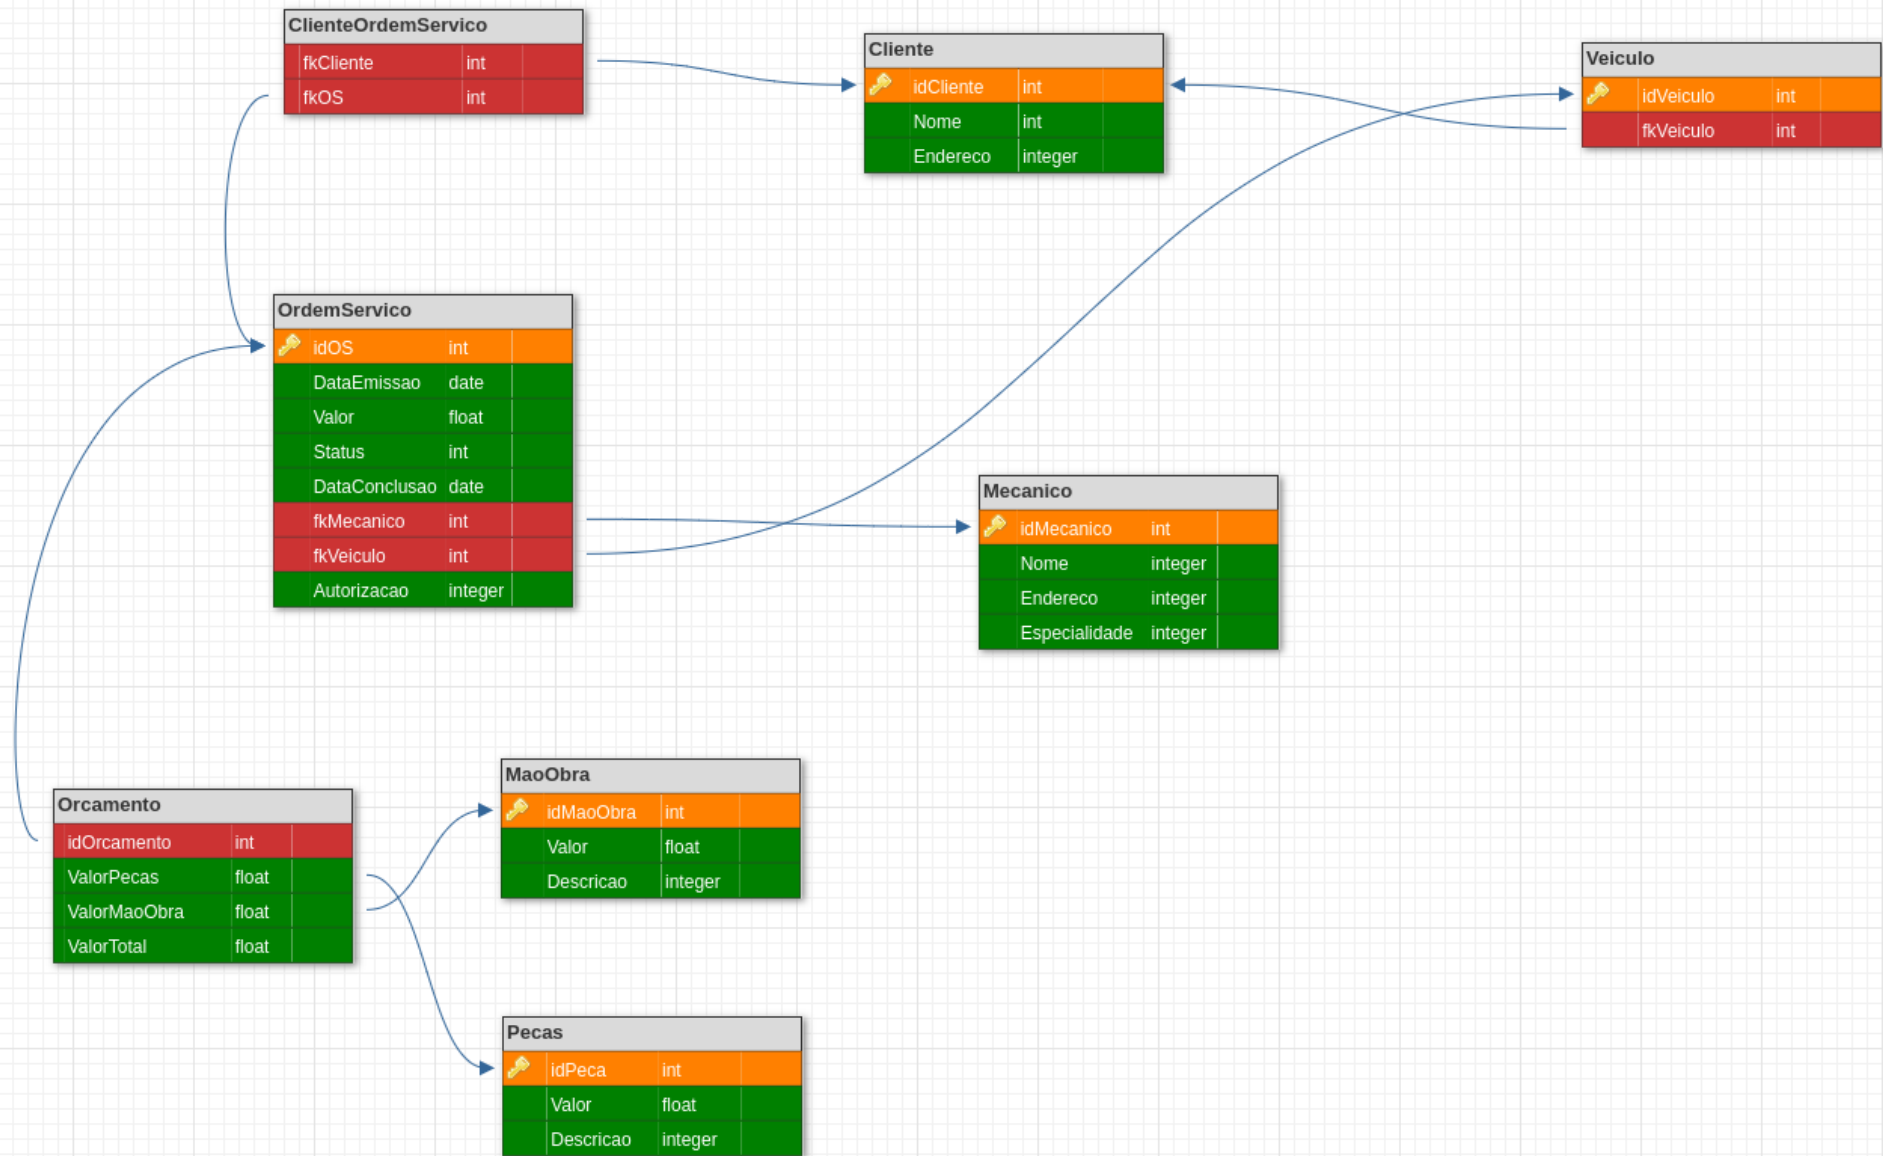 ClienteOrdemServico
fkCliente int
fkOS int
Cliente
idCliente int
Nome int
Endereco integer
Veiculo
idVeiculo int
fkVeiculo int
OrdemServico
idOS int
DataEmissao date
Valor float
Status int
DataConclusao date
fkMecanico int
fkVeiculo int
Autorizacao integer
Mecanico
idMecanico int
Nome integer
Endereco integer
Especialidade integer
Orcamento
idOrcamento int
ValorPecas float
ValorMaoObra float
ValorTotal float
MaoObra
idMaoObra int
Valor float
Descricao integer
Pecas
idPeca int
Valor float
Descricao integer